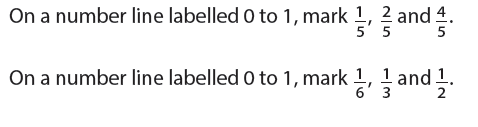 On a number line labelled 0 to 1, mark 1/5, 2/5 and 4/5.
On a number line labelled 0 to 1, mark 1/6, 1/3 and 1/2.